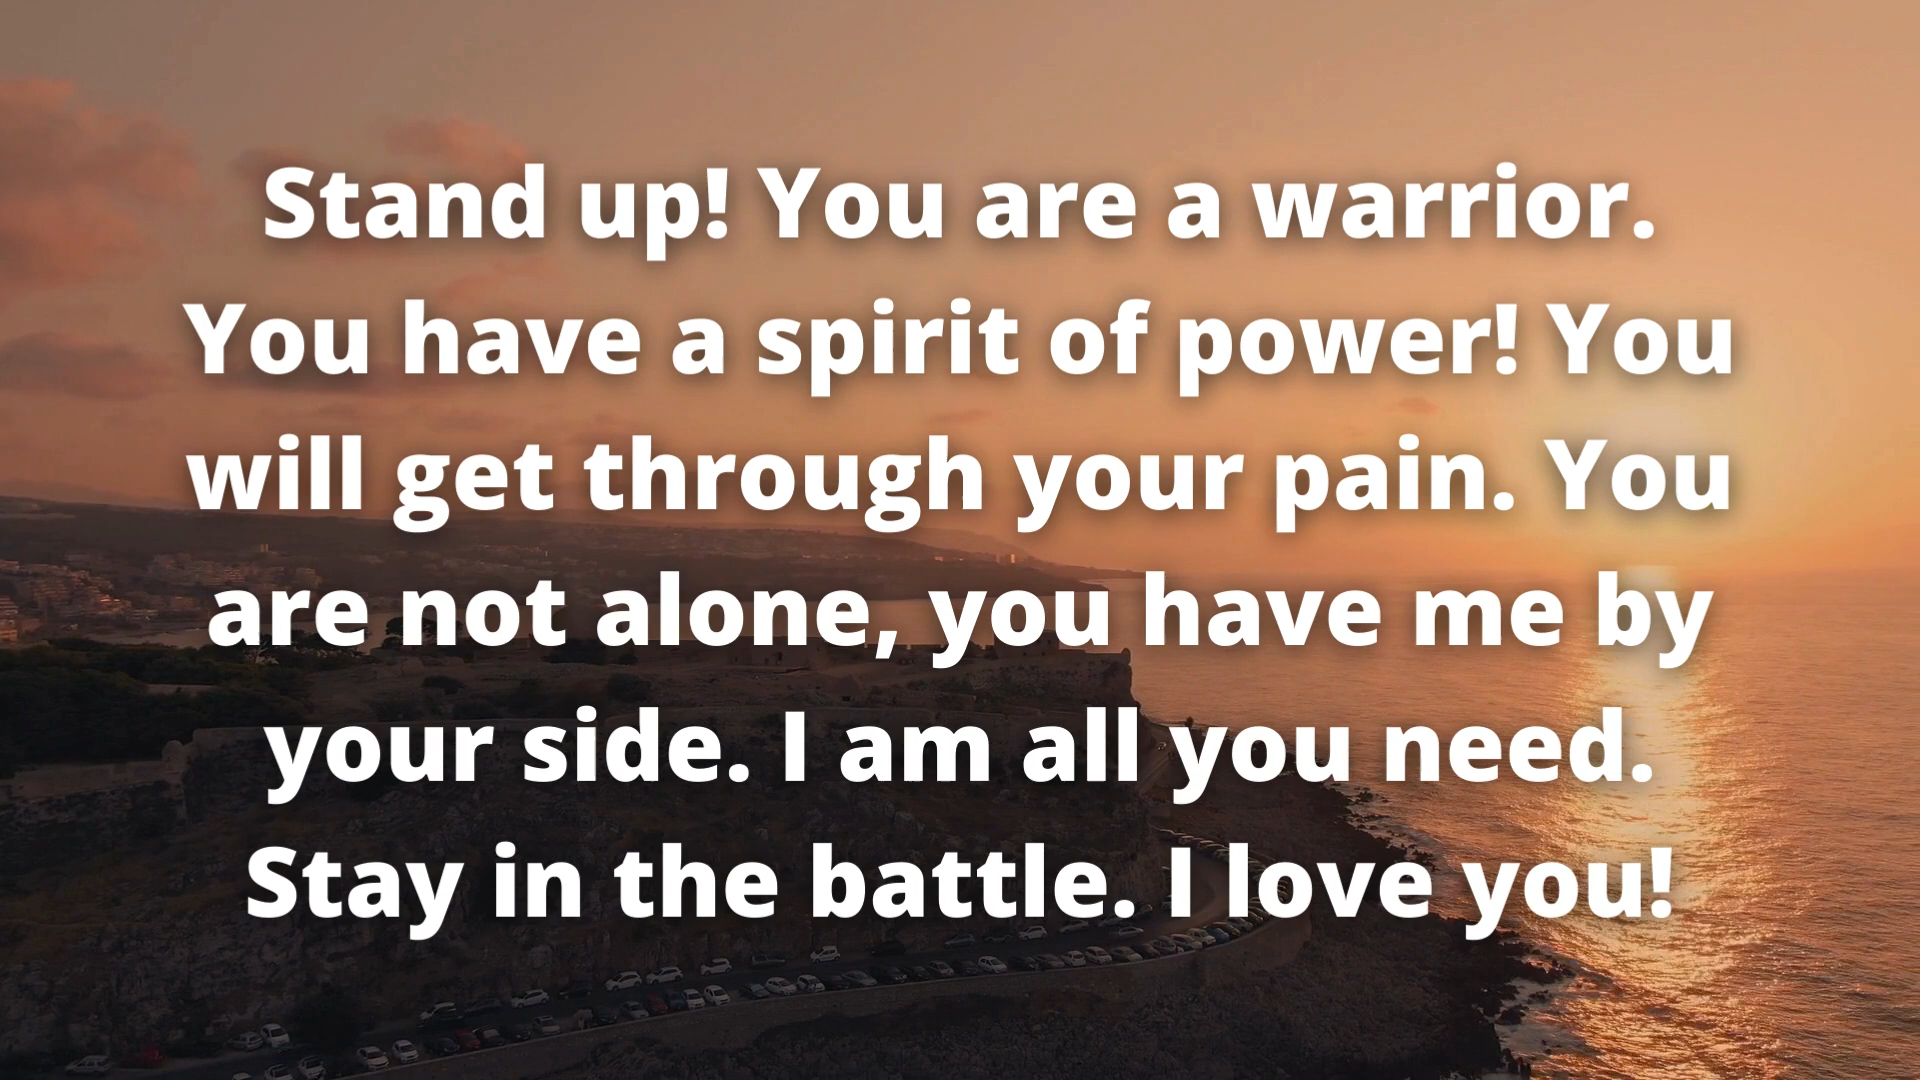 Stand up! You are a warrior.
You have a spirit of power! You
will get through your pain. You
are not alone, you have me by
your side. I am all you need.
Stay in the battle. I love you!